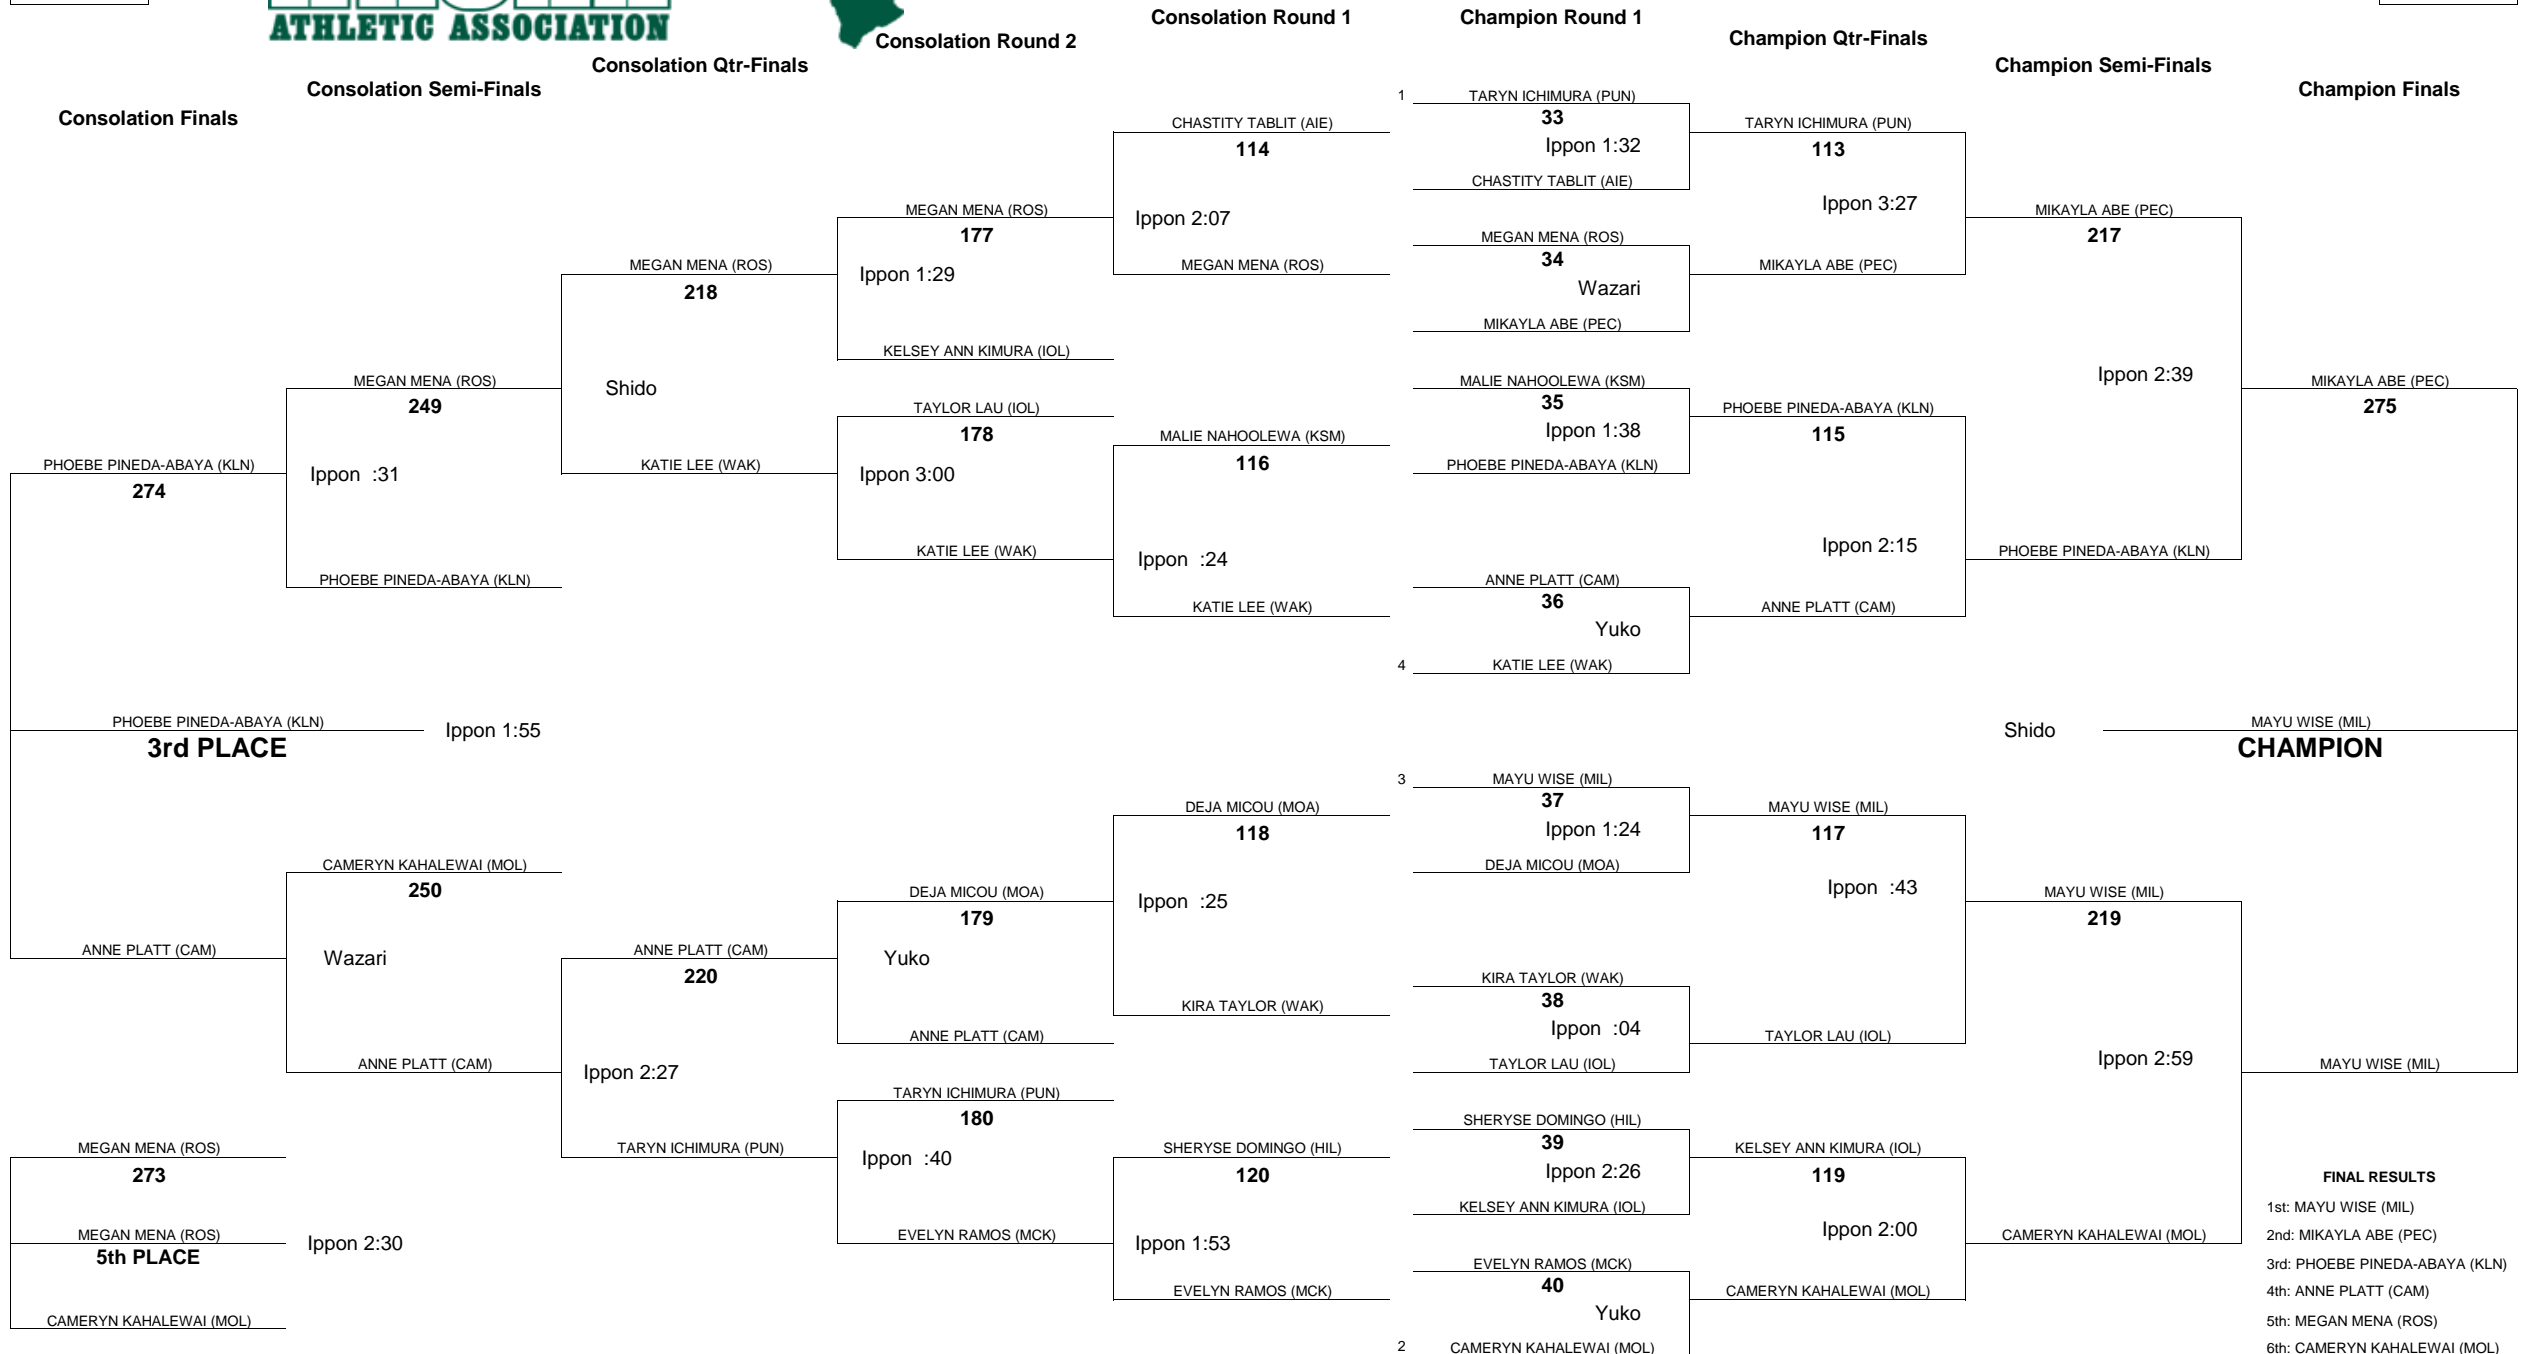 ATHLETIC ASSOCIATION
Consolation Finals
Consolation Semi-Finals
Consolation Qtr-Finals
Consolation Round 2
Consolation Round 1
Champion Round 1
Champion Qtr-Finals
Champion Semi-Finals
Champion Finals
1 TARYN ICHIMURA (PUN)
33
Ippon 1:32
CHASTITY TABLIT (AIE)
MEGAN MENA (ROS)
34
Wazari
MIKAYLA ABE (PEC)
MALIE NAHOOLEWA (KSM)
35
Ippon 1:38
PHOEBE PINEDA-ABAYA (KLN)
ANNE PLATT (CAM)
36
Yuko
4 KATIE LEE (WAK)
3 MAYU WISE (MIL)
37
Ippon 1:24
DEJA MICOU (MOA)
KIRA TAYLOR (WAK)
38
Ippon :04
TAYLOR LAU (IOL)
SHERYSE DOMINGO (HIL)
39
Ippon 2:26
KELSEY ANN KIMURA (IOL)
EVELYN RAMOS (MCK)
40
Yuko
2 CAMERYN KAHALEWAI (MOL)
TARYN ICHIMURA (PUN)
113
Ippon 3:27
MIKAYLA ABE (PEC)
PHOEBE PINEDA-ABAYA (KLN)
115
Ippon 2:15
ANNE PLATT (CAM)
MAYU WISE (MIL)
117
Ippon :43
TAYLOR LAU (IOL)
KELSEY ANN KIMURA (IOL)
119
Ippon 2:00
CAMERYN KAHALEWAI (MOL)
MIKAYLA ABE (PEC)
217
Ippon 2:39
PHOEBE PINEDA-ABAYA (KLN)
MAYU WISE (MIL)
219
Ippon 2:59
CAMERYN KAHALEWAI (MOL)
MIKAYLA ABE (PEC)
275
Shido
MAYU WISE (MIL)
CHAMPION
MAYU WISE (MIL)
CHASTITY TABLIT (AIE)
114
Ippon 2:07
MEGAN MENA (ROS)
MALIE NAHOOLEWA (KSM)
116
Ippon :24
KATIE LEE (WAK)
DEJA MICOU (MOA)
118
Ippon :25
KIRA TAYLOR (WAK)
SHERYSE DOMINGO (HIL)
120
Ippon 1:53
EVELYN RAMOS (MCK)
MEGAN MENA (ROS)
177
Ippon 1:29
KELSEY ANN KIMURA (IOL)
TAYLOR LAU (IOL)
178
Ippon 3:00
KATIE LEE (WAK)
DEJA MICOU (MOA)
179
Yuko
ANNE PLATT (CAM)
TARYN ICHIMURA (PUN)
180
Ippon :40
EVELYN RAMOS (MCK)
MEGAN MENA (ROS)
218
Shido
KATIE LEE (WAK)
ANNE PLATT (CAM)
220
Ippon 2:27
TARYN ICHIMURA (PUN)
MEGAN MENA (ROS)
249
Ippon :31
PHOEBE PINEDA-ABAYA (KLN)
CAMERYN KAHALEWAI (MOL)
250
Wazari
ANNE PLATT (CAM)
PHOEBE PINEDA-ABAYA (KLN)
274
PHOEBE PINEDA-ABAYA (KLN)
3rd PLACE
Ippon 1:55
ANNE PLATT (CAM)
MEGAN MENA (ROS)
273
MEGAN MENA (ROS)
5th PLACE
Ippon 2:30
CAMERYN KAHALEWAI (MOL)
FINAL RESULTS
1st: MAYU WISE (MIL)
2nd: MIKAYLA ABE (PEC)
3rd: PHOEBE PINEDA-ABAYA (KLN)
4th: ANNE PLATT (CAM)
5th: MEGAN MENA (ROS)
6th: CAMERYN KAHALEWAI (MOL)